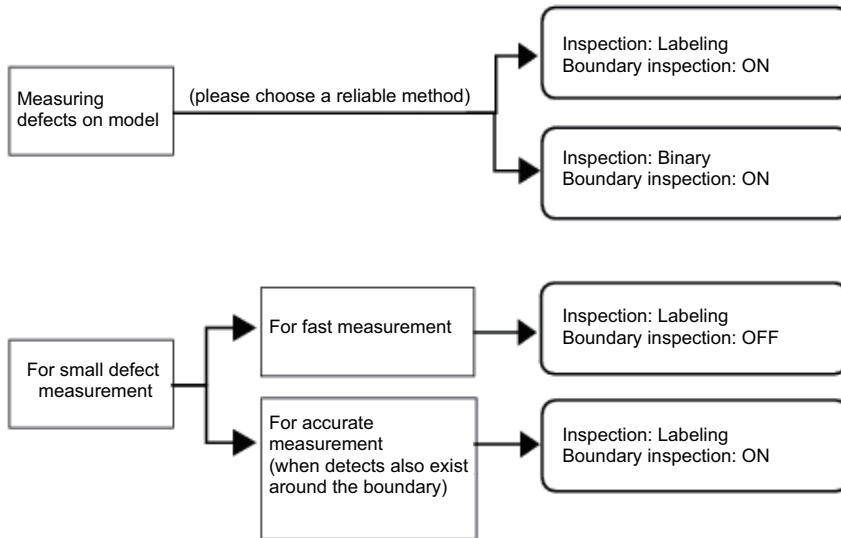 Inspection: Labeling
Boundary inspection: ON
Measuring
defects on model
(please choose a reliable method)
Inspection: Binary
Boundary inspection: ON
For small defect
measurement
For fast measurement
Inspection: Labeling
Boundary inspection: OFF
For accurate
measurement
(when detects also exist
around the boundary)
Inspection: Labeling
Boundary inspection: ON